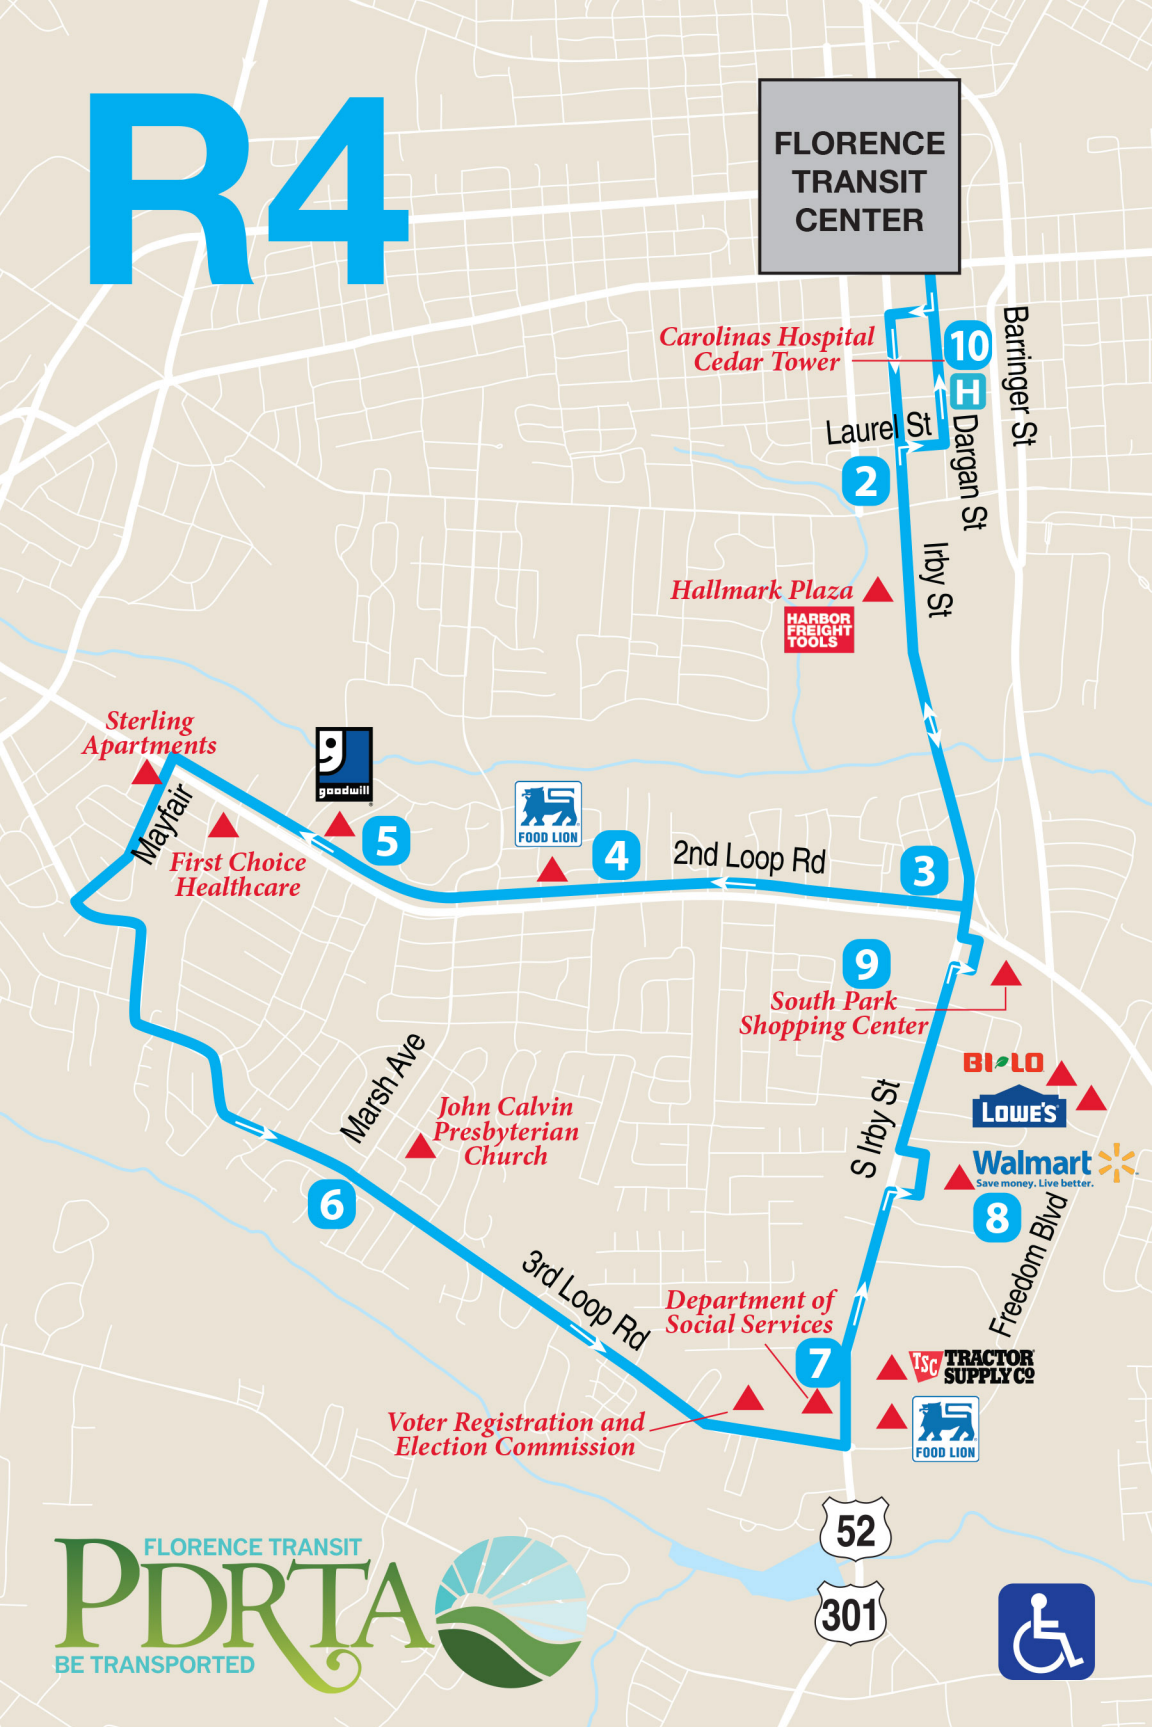 R4
FLORENCE
TRANSIT
CENTER
Carolinas Hospital
Cedar Tower
10
H
Barringer St
Laurel St
Dargan St
2
Irby St
Hallmark Plaza
HARBOR
FREIGHT
TOOLS
Sterling
Apartments
goodwill
Mayfair
First Choice
Healthcare
5
FOOD LION
4
2nd Loop Rd
3
9
South Park
Shopping Center
Marsh Ave
John Calvin
Presbyterian
Church
BI-LO
LOWE'S
S Irby St
Walmart
Save money. Live better.
8
Freedom Blvd
6
3rd Loop Rd
Department of
Social Services
7
TSC TRACTOR
SUPPLY CO
Voter Registration and
Election Commission
FOOD LION
52
301
FLORENCE TRANSIT
PDRTA
BE TRANSPORTED